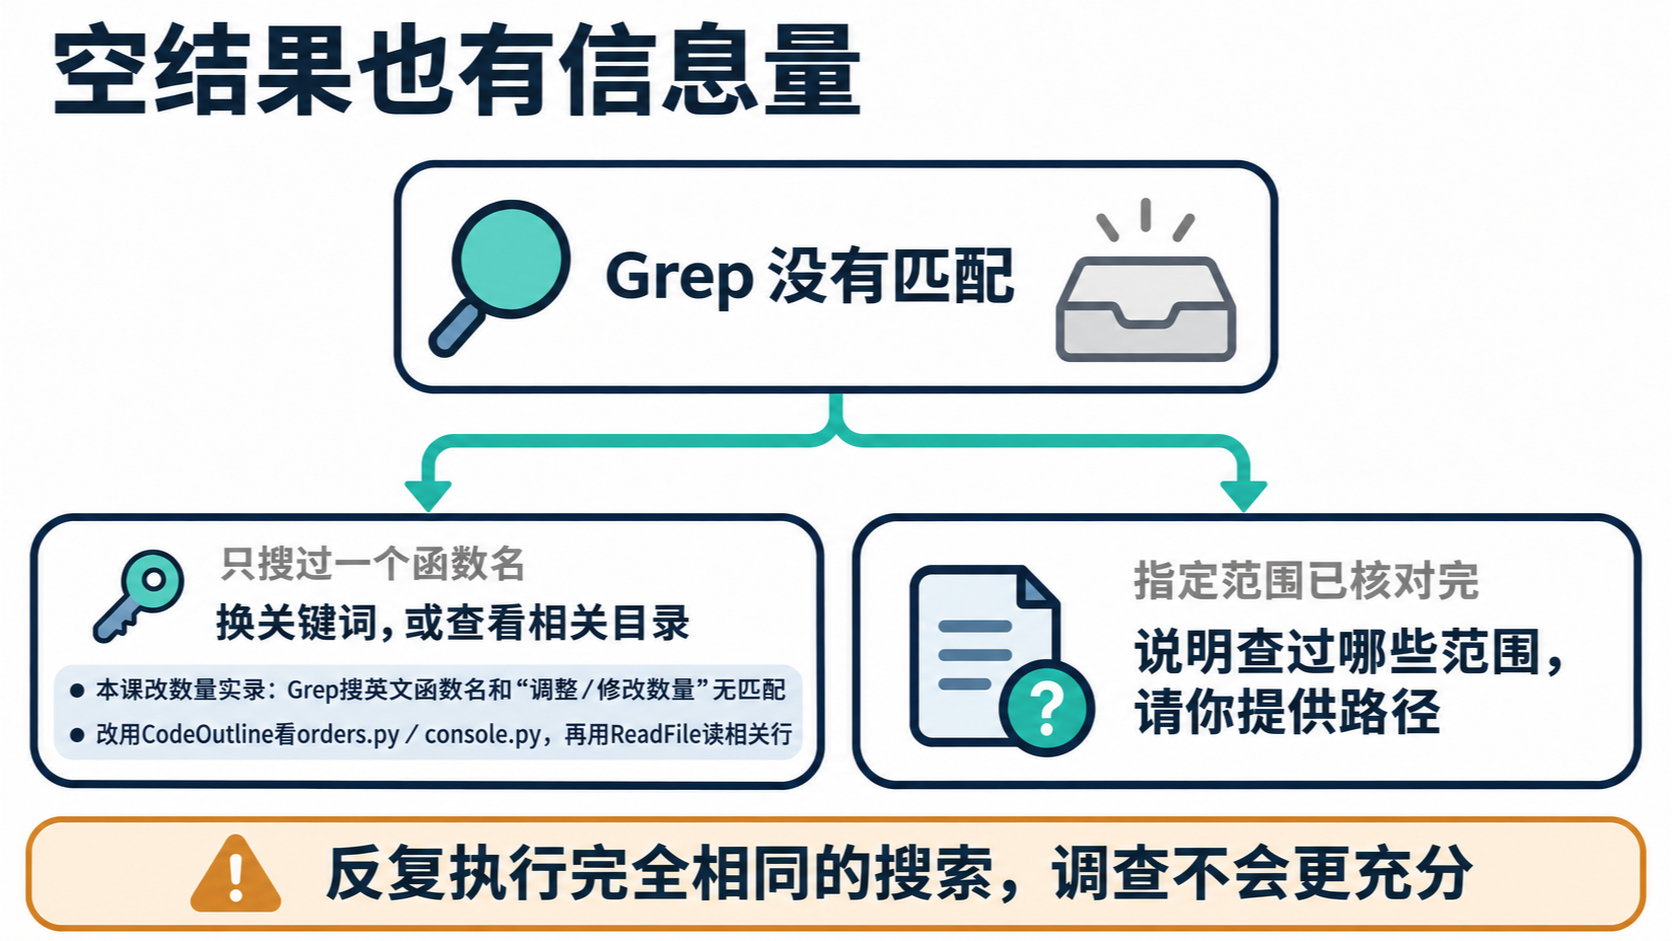 空结果也有信息量
Grep 没有匹配
只搜过一个函数名
换关键词，或查看相关目录
● 本课改数量实录：Grep搜英文函数名和“调整/修改数量”无匹配
● 改用CodeOutline看orders.py / console.py，再用ReadFile读相关行
指定范围已核对完
说明查过哪些范围，
请你提供路径
反复执行完全相同的搜索，调查不会更充分